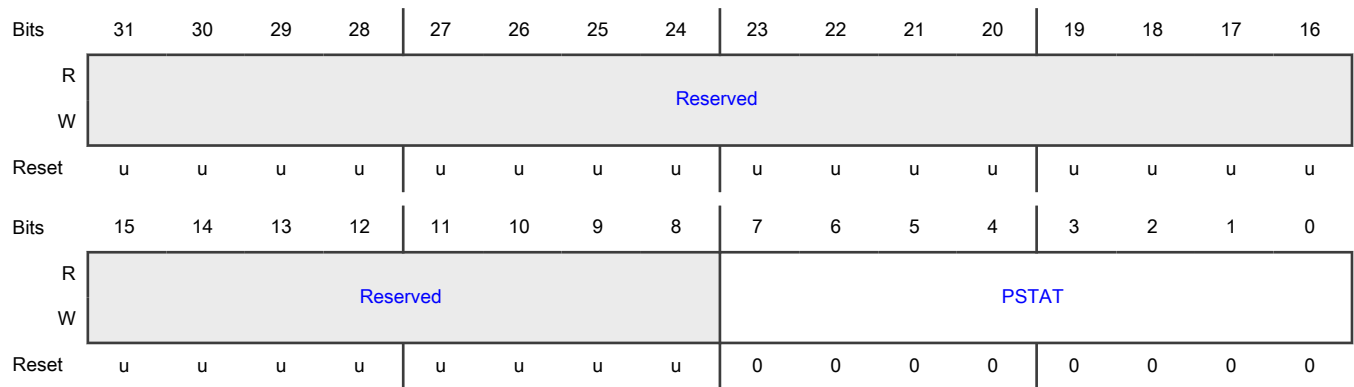 Bits 31 30 29 28 27 26 25 24 23 22 21 20 19 18 17 16
R
Reserved
W
Reset u u u u u u u u u u u u u u u u
Bits 15 14 13 12 11 10 9 8 7 6 5 4 3 2 1 0
R
Reserved PSTAT
W
Reset u u u u u u u u 0 0 0 0 0 0 0 0